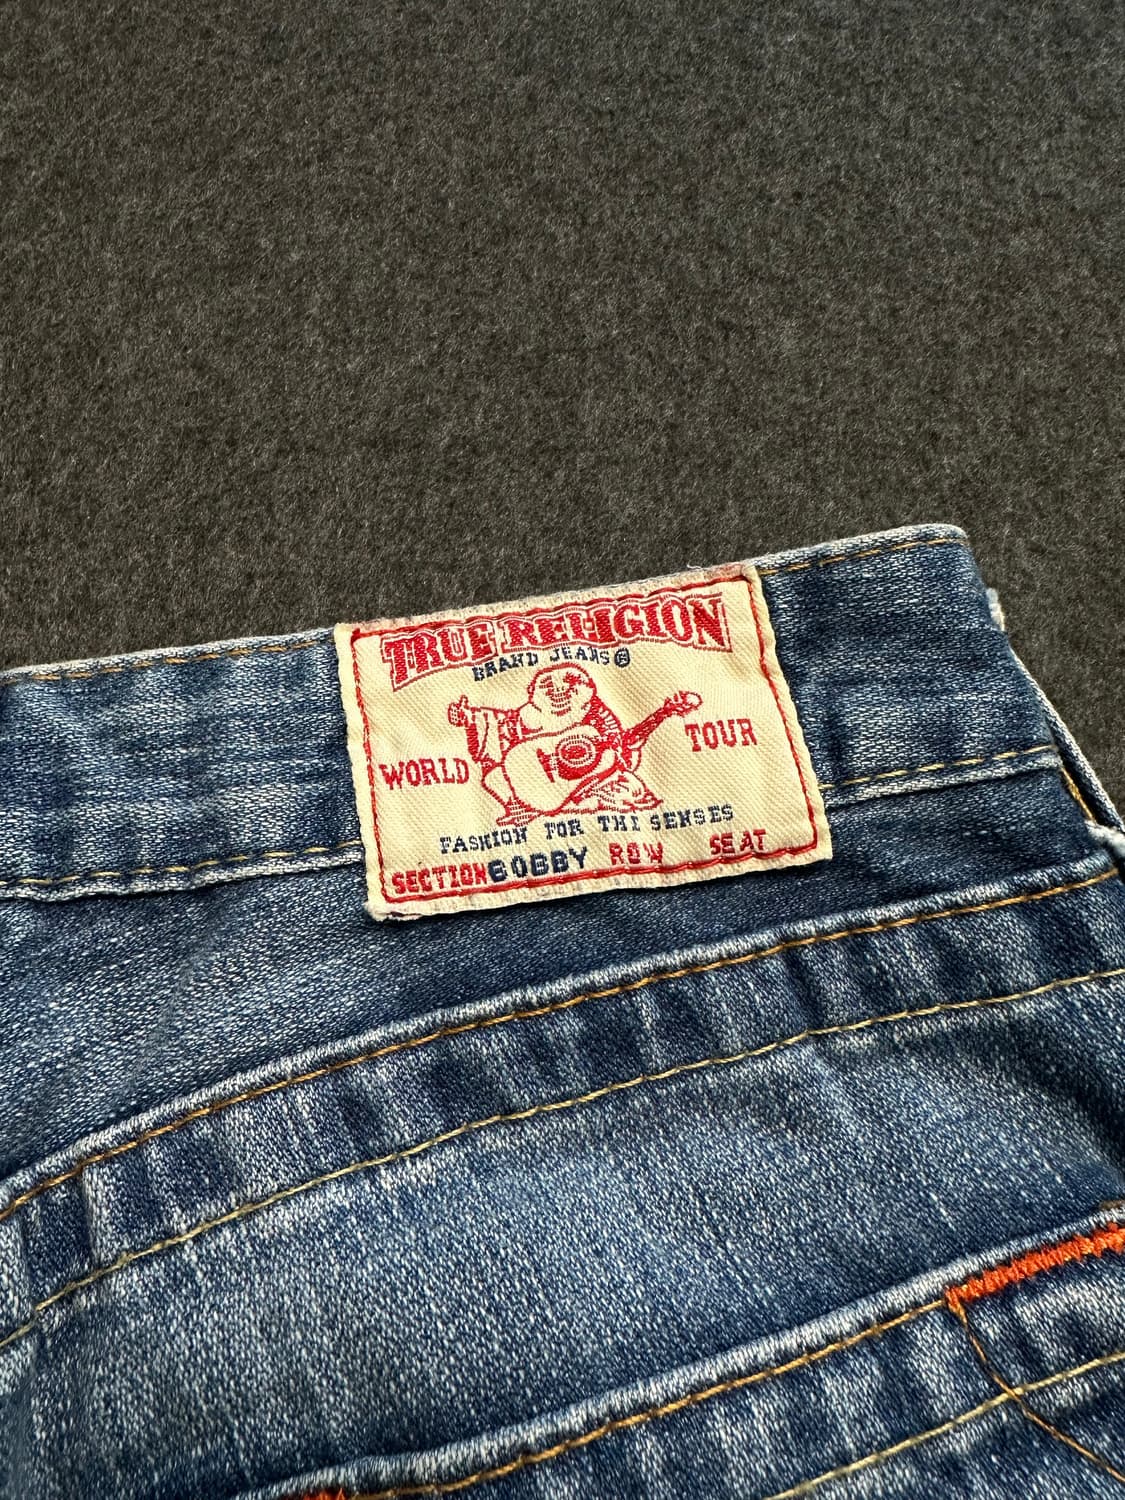 TRUE RELIGION
BRAND JEANS®
WORLD TOUR
FASHION FOR THE SENSES
SECTION BOBBY ROW SEAT